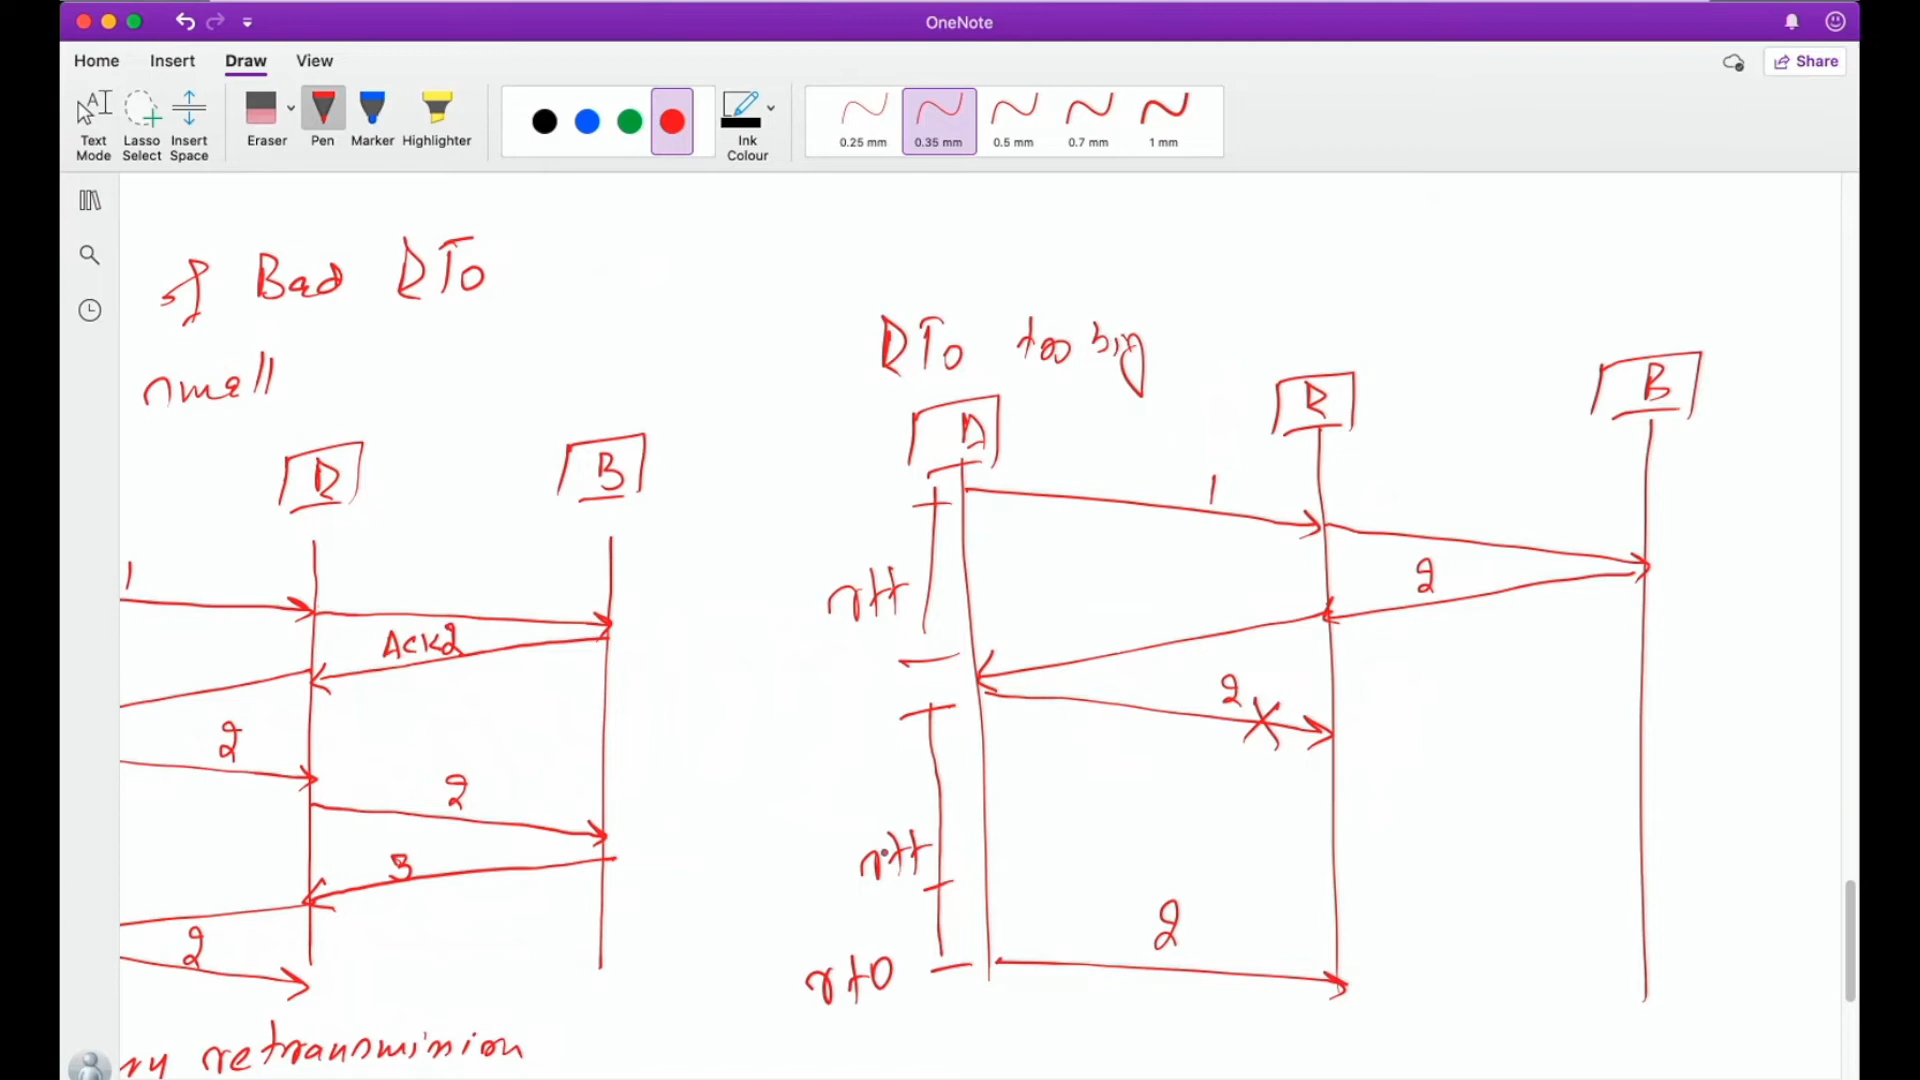 OneNote
Home Insert Draw View
Share
Text Mode
Lasso Select
Insert Space
Eraser
Pen
Marker
Highlighter
Ink Colour
0.25 mm
0.35 mm
0.5 mm
0.7 mm
1 mm
of Bad RTO
small
R B
1
Ack2
2
2
3
2
ry retransmission
RTO too big
A R B
1
rtt
2
2
rtt
2
rto